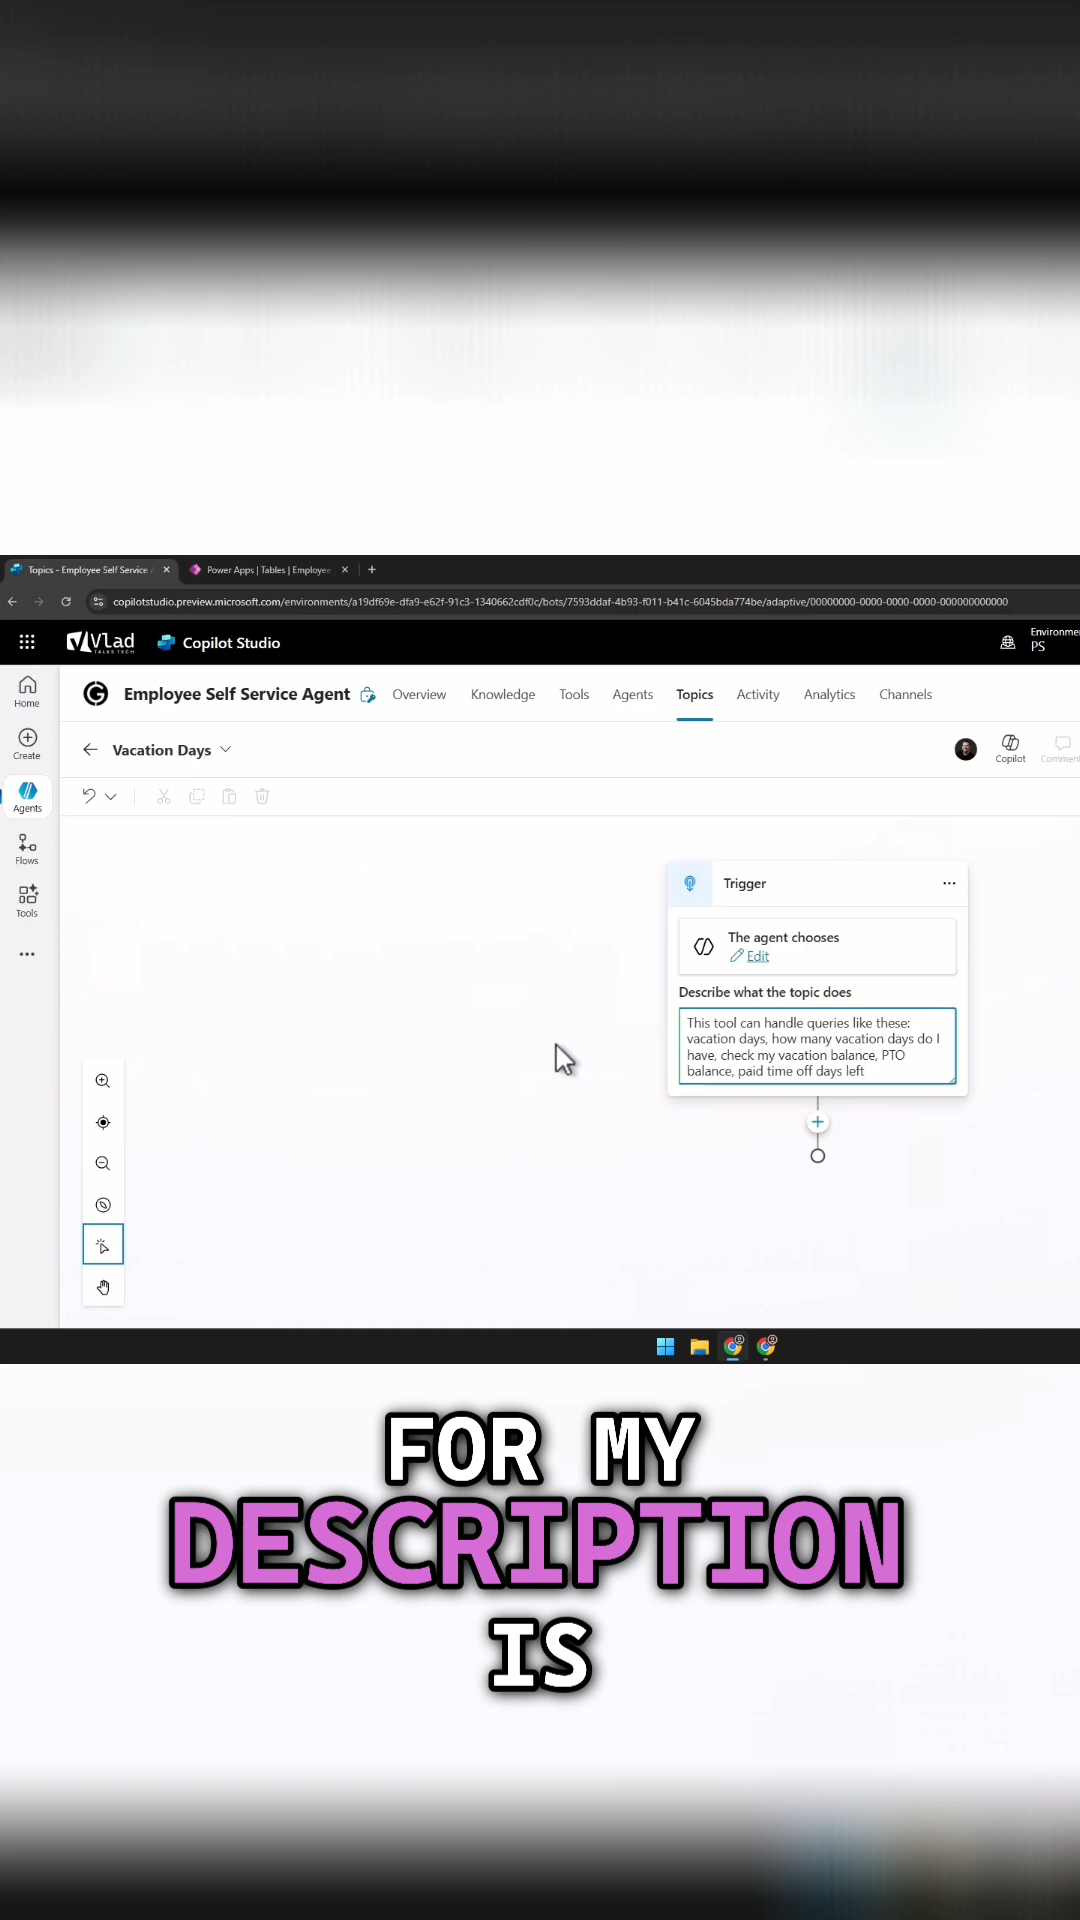 Topics - Employee Self Service
Power Apps | Tables | Employee
copilotstudio.preview.microsoft.com/environments/a19df69e-dfa9-e62f-91c3-1340662cdf0c/bots/7593ddaf-4b93-f011-b41c-6045bda774be/adaptive/00000000-0000-0000-0000-000000000000
Vlad
TALKS TECH
Copilot Studio
Environme
PS
Home
Create
Agents
Flows
Tools
Employee Self Service Agent
Overview
Knowledge
Tools
Agents
Topics
Activity
Analytics
Channels
Vacation Days
Copilot
Commen
Trigger
The agent chooses
Edit
Describe what the topic does
This tool can handle queries like these:
vacation days, how many vacation days do I
have, check my vacation balance, PTO
balance, paid time off days left
FOR MY
DESCRIPTION
IS